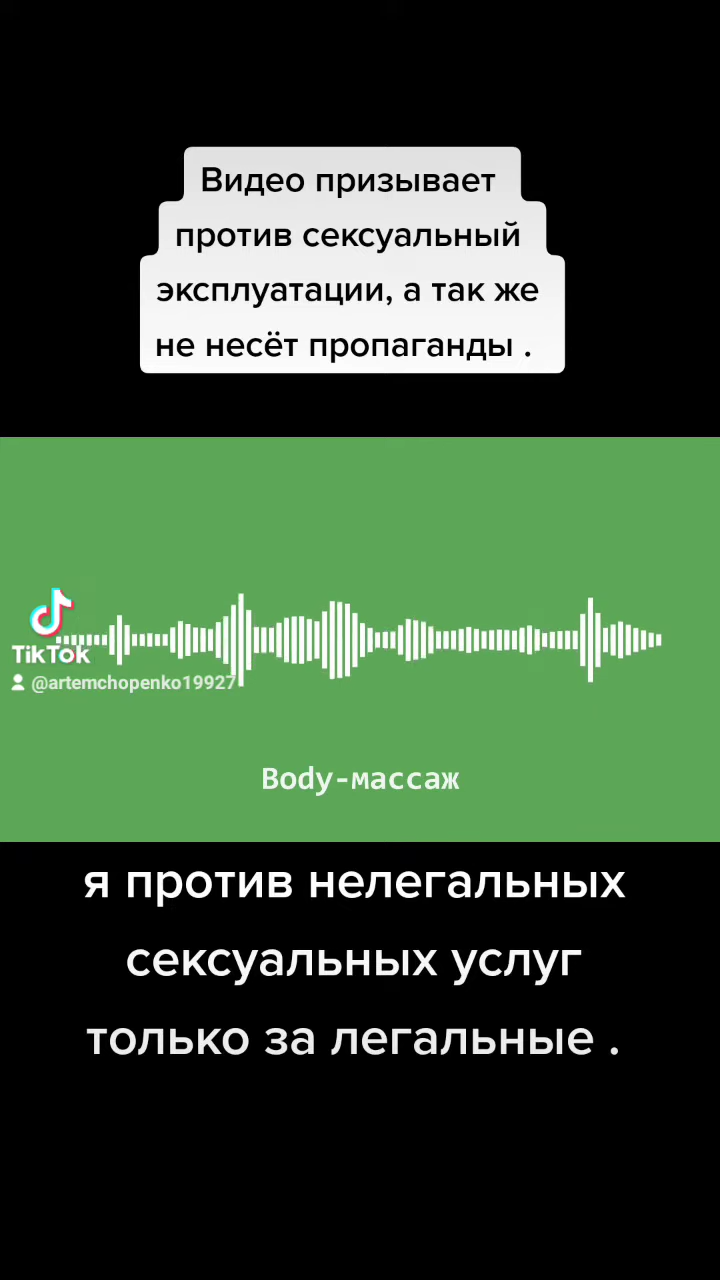 Видео призывает
против сексуальный
эксплуатации, а так же
не несёт пропаганды .
TikTok
@artemchopenko19927
Body-массаж
я против нелегальных
сексуальных услуг
только за легальные .